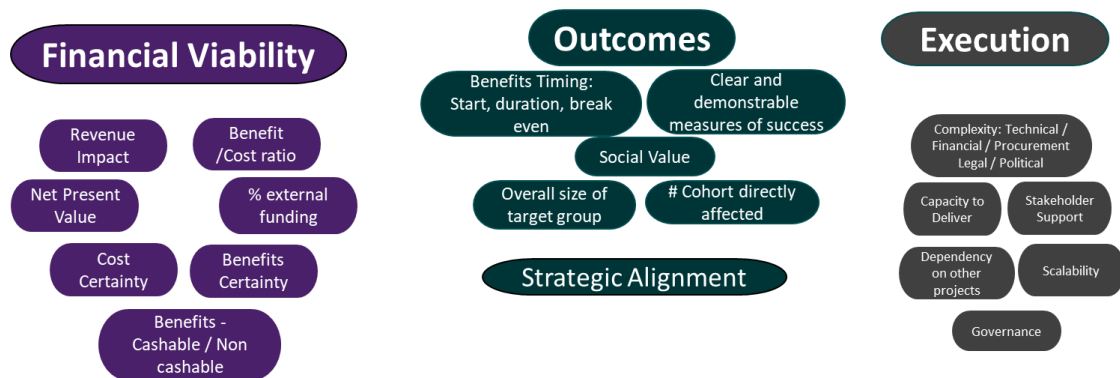 Financial Viability
Revenue
Impact
Benefit
/Cost ratio
Net Present
Value
% external
funding
Cost
Certainty
Benefits
Certainty
Benefits -
Cashable / Non
cashable
Outcomes
Benefits Timing:
Start, duration, break
even
Clear and
demonstrable
measures of success
Social Value
Overall size of
target group
# Cohort directly
affected
Strategic Alignment
Execution
Complexity: Technical /
Financial / Procurement
Legal / Political
Capacity to
Deliver
Stakeholder
Support
Dependency
on other
projects
Scalability
Governance